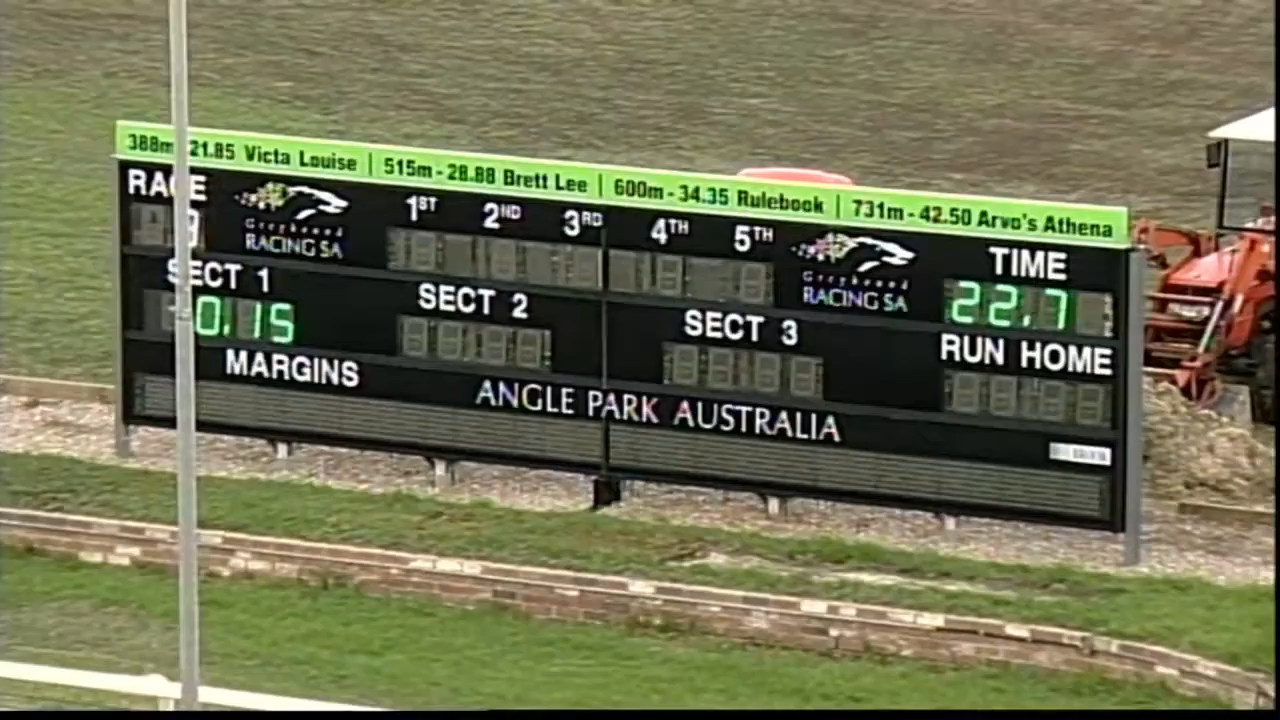 388m 21.85 Victa Louise | 515m - 28.88 Brett Lee | 600m - 34.35 Rulebook | 731m - 42.50 Arvo's Athena
RACE
Greyhound
RACING SA
1ST 2ND 3RD 4TH 5TH
Greyhound
RACING SA
TIME
22.7
SECT 1
0.15
SECT 2
SECT 3
RUN HOME
MARGINS
ANGLE PARK AUSTRALIA